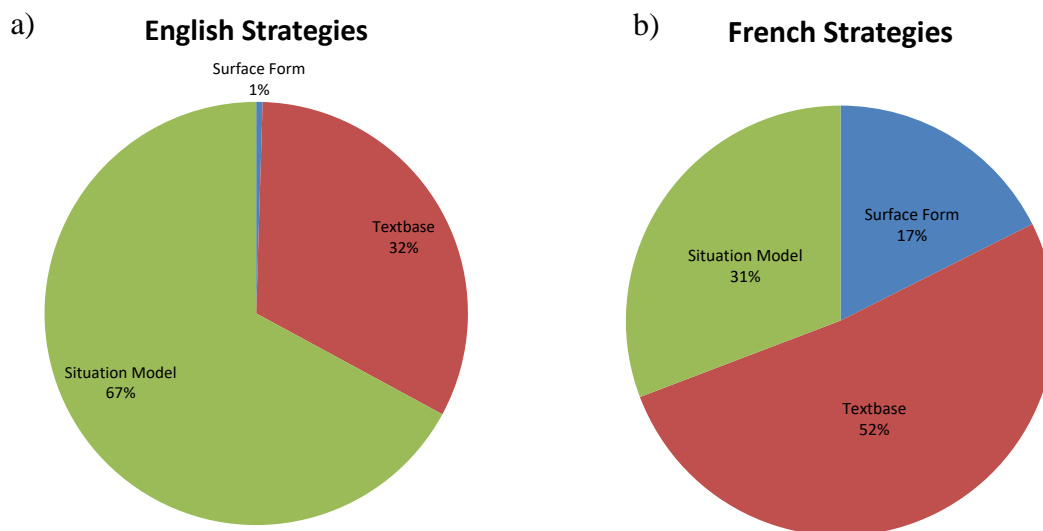 a)
English Strategies
Surface Form
1%
Textbase
32%
Situation Model
67%
b)
French Strategies
Surface Form
17%
Situation Model
31%
Textbase
52%